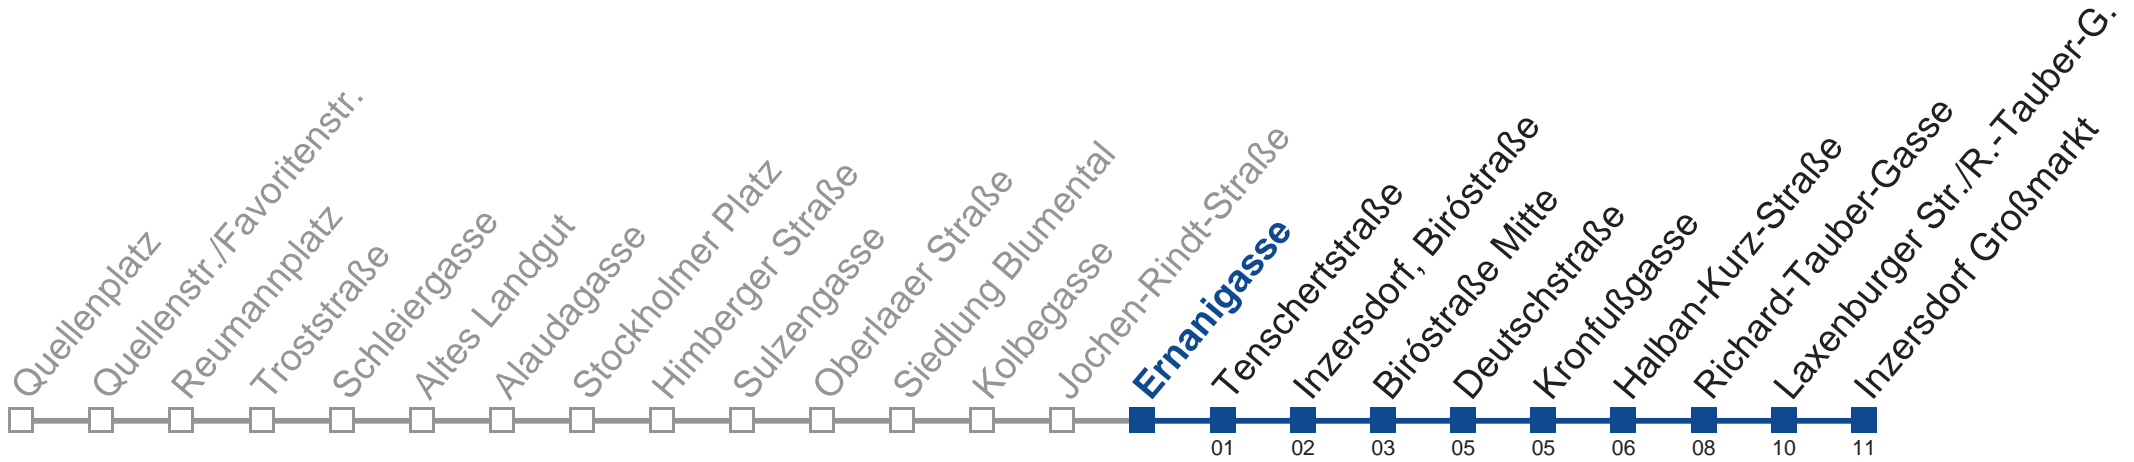 Quellenplatz
Quellenstr./Favoritenstr.
Reumannplatz
Troststraße
Schleiergasse
Altes Landgut
Alaudagasse
Stockholmer Platz
Himberger Straße
Sulzengasse
Oberlaaer Straße
Siedlung Blumental
Kolbegasse
Jochen-Rindt-Straße
Ernanigasse
Tenschertstraße
Inzersdorf, Biróstraße
Biróstraße Mitte
Deutschstraße
Kronfußgasse
Halban-Kurz-Straße
Richard-Tauber-Gasse
Laxenburger Str./R.-Tauber-G.
Inzersdorf Großmarkt
01 02 03 05 05 06 08 10 11